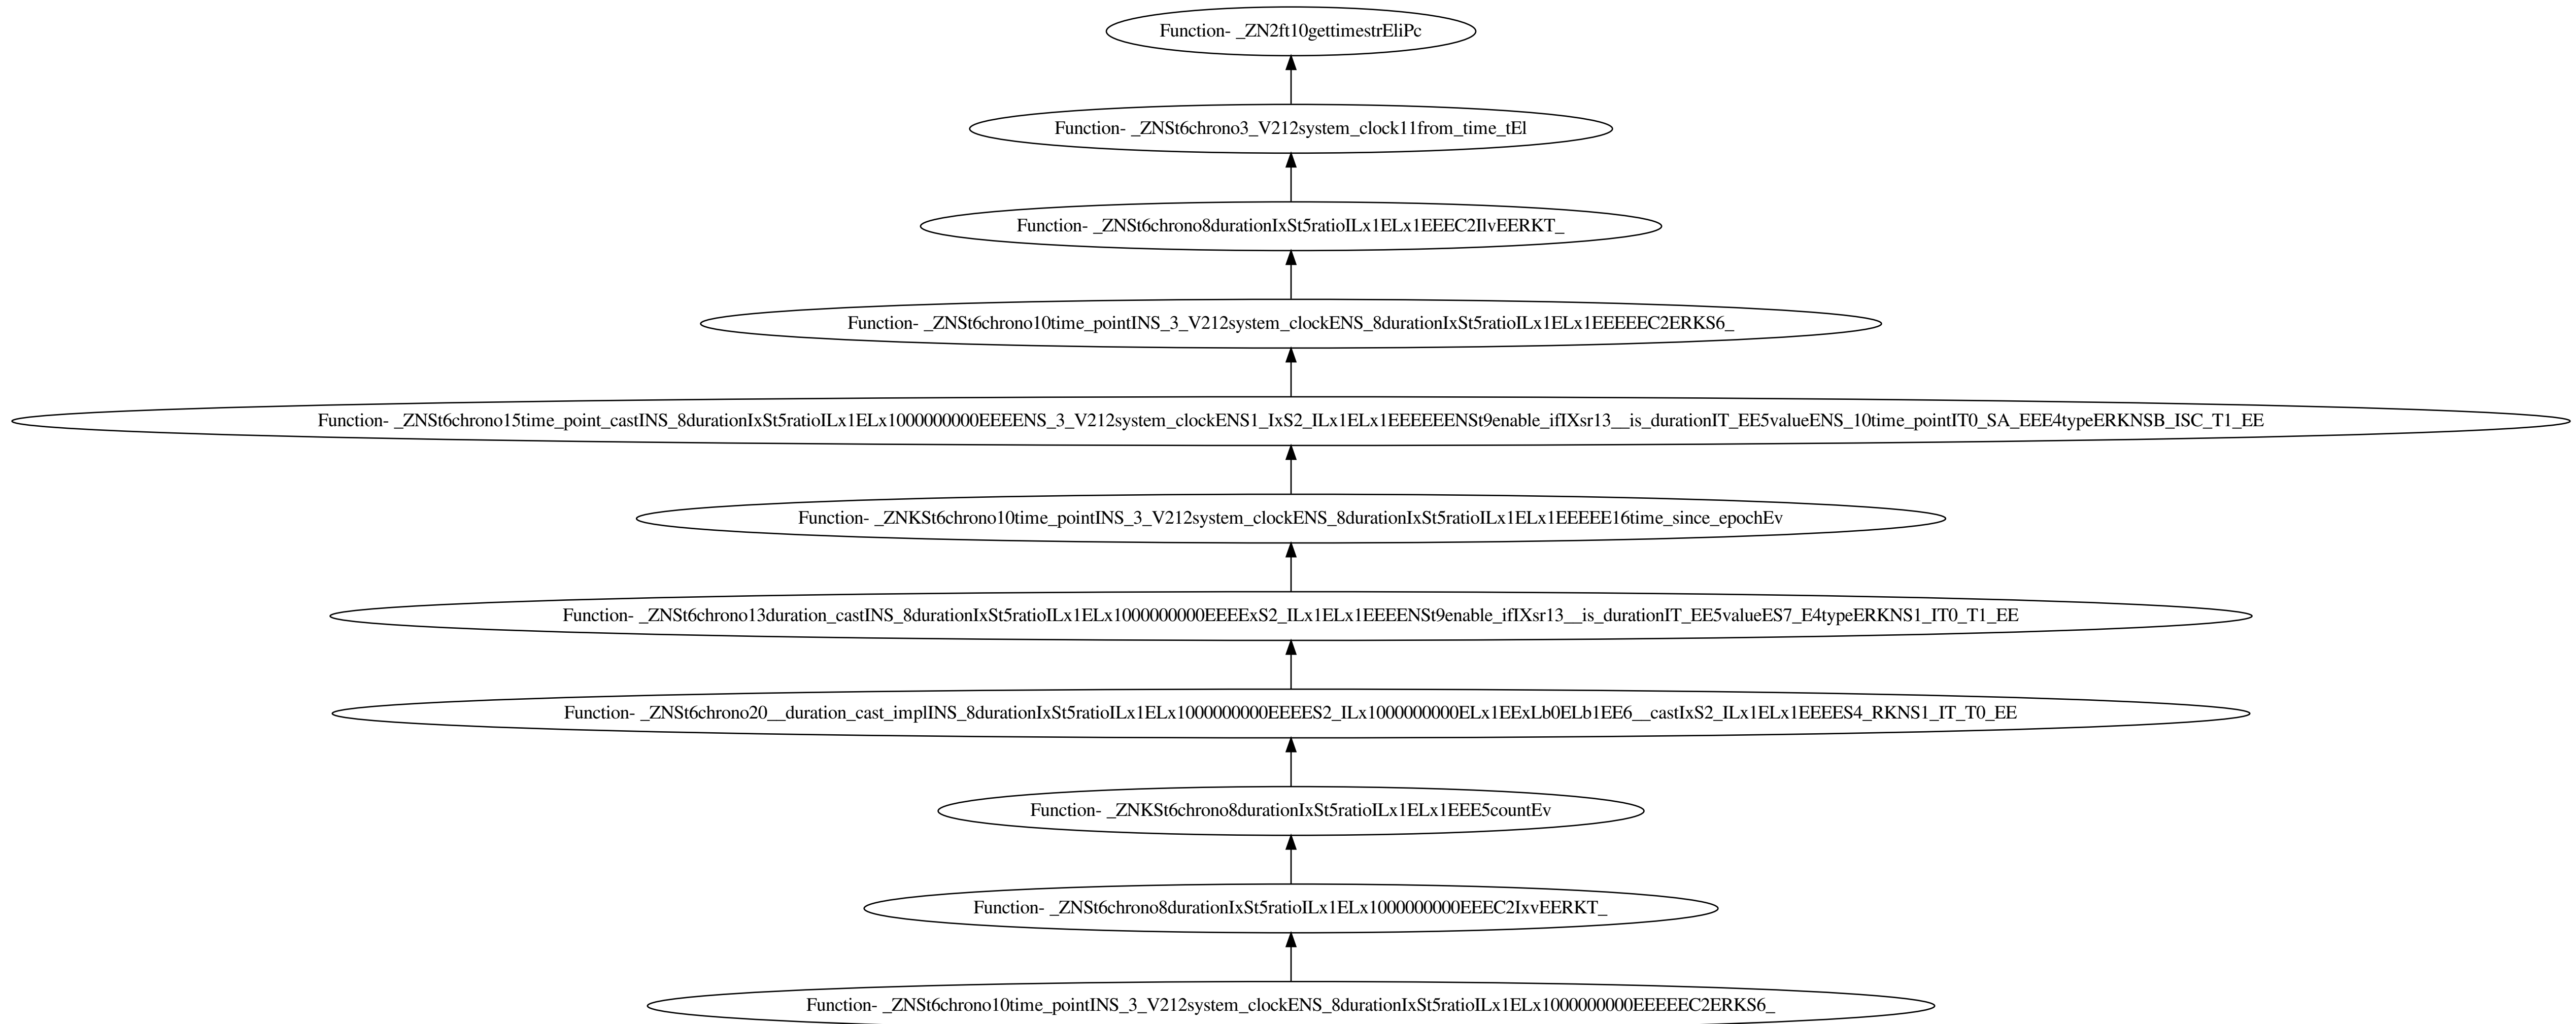 Function- _ZN2ft10gettimestrEliPc
Function- _ZNSt6chrono3_V212system_clock11from_time_tEl
Function- _ZNSt6chrono8durationIxSt5ratioILx1ELx1EEEC2IlvEERKT_
Function- _ZNSt6chrono10time_pointINS_3_V212system_clockENS_8durationIxSt5ratioILx1ELx1EEEEEC2ERKS6_
Function- _ZNSt6chrono15time_point_castINS_8durationIxSt5ratioILx1ELx1000000000EEEENS_3_V212system_clockENS1_IxS2_ILx1ELx1EEEEEENSt9enable_ifIXsr13__is_durationIT_EE5valueENS_10time_pointIT0_SA_EEE4typeERKNSB_ISC_T1_EE
Function- _ZNKSt6chrono10time_pointINS_3_V212system_clockENS_8durationIxSt5ratioILx1ELx1EEEEE16time_since_epochEv
Function- _ZNSt6chrono13duration_castINS_8durationIxSt5ratioILx1ELx1000000000EEEExS2_ILx1ELx1EEEENSt9enable_ifIXsr13__is_durationIT_EE5valueES7_E4typeERKNS1_IT0_T1_EE
Function- _ZNSt6chrono20__duration_cast_implINS_8durationIxSt5ratioILx1ELx1000000000EEEES2_ILx1000000000ELx1EExLb0ELb1EE6__castIxS2_ILx1ELx1EEEES4_RKNS1_IT_T0_EE
Function- _ZNKSt6chrono8durationIxSt5ratioILx1ELx1EEE5countEv
Function- _ZNSt6chrono8durationIxSt5ratioILx1ELx1000000000EEEC2IxvEERKT_
Function- _ZNSt6chrono10time_pointINS_3_V212system_clockENS_8durationIxSt5ratioILx1ELx1000000000EEEEEC2ERKS6_